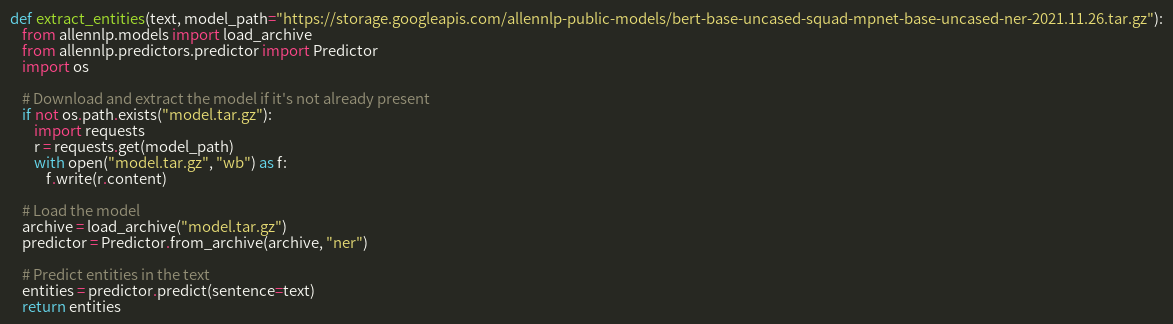 def extract_entities(text, model_path="https://storage.googleapis.com/allennlp-public-models/bert-base-uncased-squad-mpnet-base-uncased-ner-2021.11.26.tar.gz"):
    from allennlp.models import load_archive
    from allennlp.predictors.predictor import Predictor
    import os

    # Download and extract the model if it's not already present
    if not os.path.exists("model.tar.gz"):
        import requests
        r = requests.get(model_path)
        with open("model.tar.gz", "wb") as f:
            f.write(r.content)

    # Load the model
    archive = load_archive("model.tar.gz")
    predictor = Predictor.from_archive(archive, "ner")

    # Predict entities in the text
    entities = predictor.predict(sentence=text)
    return entities